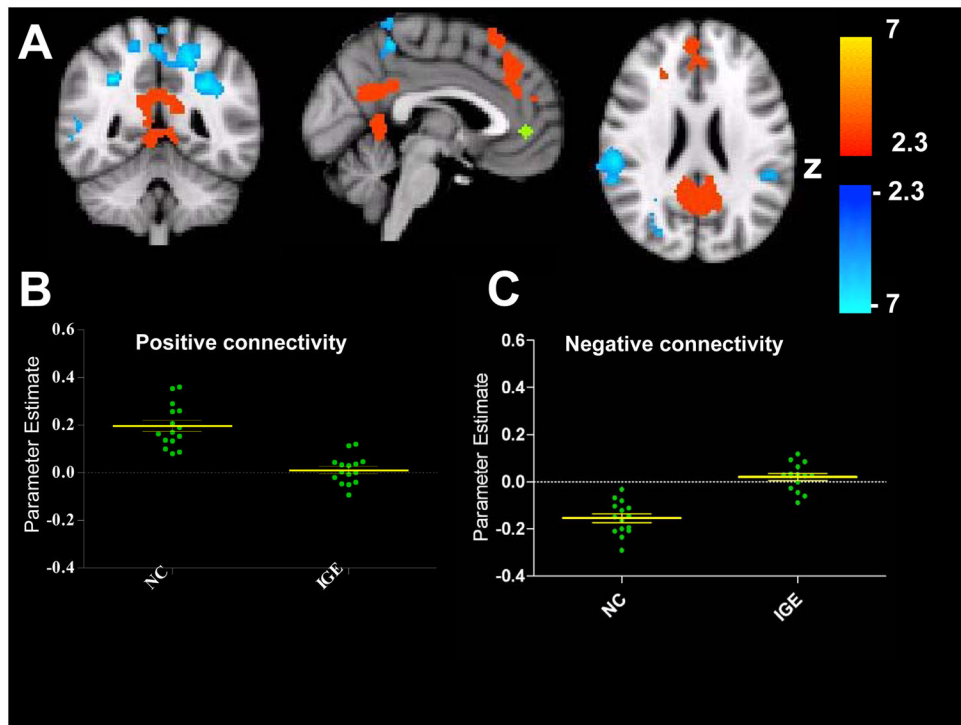 A
7
2.3
z
- 2.3
- 7
B
Positive connectivity
Parameter Estimate
0.6
0.4
0.2
0.0
-0.2
-0.4
NC
IGE
C
Negative connectivity
Parameter Estimate
0.6
0.4
0.2
0.0
-0.2
-0.4
NC
IGE